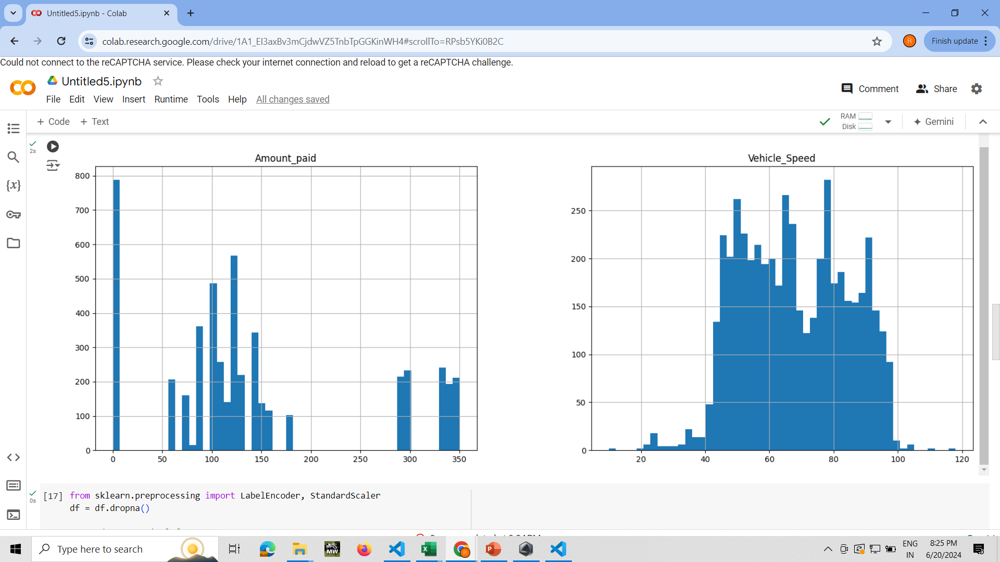 Untitled5.ipynb - Colab
colab.research.google.com/drive/1A1_EI3axBv3mCjdwVZ5TnbTpGGKinWH4#scrollTo=RPsb5YKi0B2C
R
Finish update
Could not connect to the reCAPTCHA service. Please check your internet connection and reload to get a reCAPTCHA challenge.
Untitled5.ipynb
File Edit View Insert Runtime Tools Help All changes saved
Comment
Share
+ Code + Text
RAM
Disk
Gemini
2s
{x}
Amount_paid
800
700
600
500
400
300
200
100
0
0 50 100 150 200 250 300 350
Vehicle_Speed
250
200
150
100
50
0
20 40 60 80 100 120
0s
[17] from sklearn.preprocessing import LabelEncoder, StandardScaler
df = df.dropna()
Type here to search
ENG
IN
8:25 PM
6/20/2024